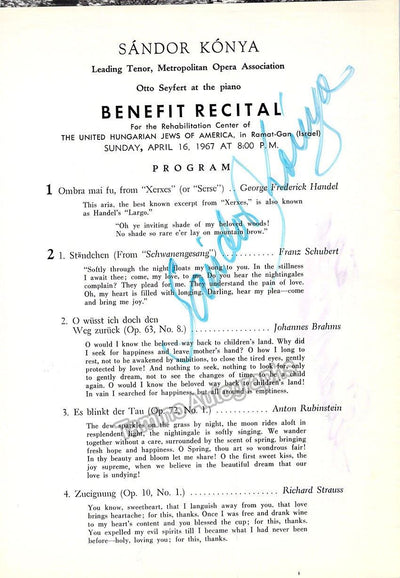 SÁNDOR KÓNYA
Leading Tenor, Metropolitan Opera Association
Otto Seyfert at the piano
BENEFIT RECITAL
For the Rehabilitation Center of
THE UNITED HUNGARIAN JEWS OF AMERICA, in Ramat-Gan (Israel)
SUNDAY, APRIL 16, 1967 AT 8:00 P.M.
PROGRAM
1 Ombra mai fu, from "Xerxes" (or "Serse") .. George Frederick Handel
This aria, the best known excerpt from "Xerxes," is also known
as Handel's "Largo."
"Oh ye inviting shade of my beloved woods!
No shade so rare e'er lay on mountain brow."
2 1. Ständchen (From "Schwanengesang") Franz Schubert
"Softly through the night floats my song to you. In the stillness
I await thee; come, my love, to me. Do you hear the nightingales
complain? They plead for me. They understand the pain of love.
Oh, my heart is filled with longing. Darling, hear my plea—come
and bring me joy."
2. O wüsst ich doch den
Weg zurück (Op. 63, No. 8.) Johannes Brahms
O would I know the beloved way back to children's land. Why did
I seek for happiness and leave mother's hand? O how I long to
rest, not to be awakened by ambitions, to close the tired eyes, gently
protected by love! And nothing to seek, nothing to look for, only
to gently dream, not to see the changes of time, to be a child
again. O would I know the beloved way back to children's land!
In vain I search for happiness, but all around is emptiness.
3. Es blinkt der Tau (Op. 72, No. 1.) Anton Rubinstein
The dew sparkles in the grass by night, the moon rides aloft in
resplendent light, the nightingale is softly singing. We wander
together without a care, surrounded by the scent of spring, bringing
fresh hope and happiness. O Spring, thou art so wondrous fair!
In thy beauty and bloom let me share! O the first sweet kiss, the
joy supreme, when we believe in the beautiful dream that our
love is undying!
4. Zueignung (Op. 10, No. 1.) Richard Strauss
You know, sweetheart, that I languish away from you, that love
brings heartache; for this, thanks. Once I was free and drank wine
to my heart's content and you blessed the cup; for this, thanks.
You expelled my evil spirits till I became what I had never been
before—holy, love you; for this, thanks.
Sándor Kónya
Tamino Autographs